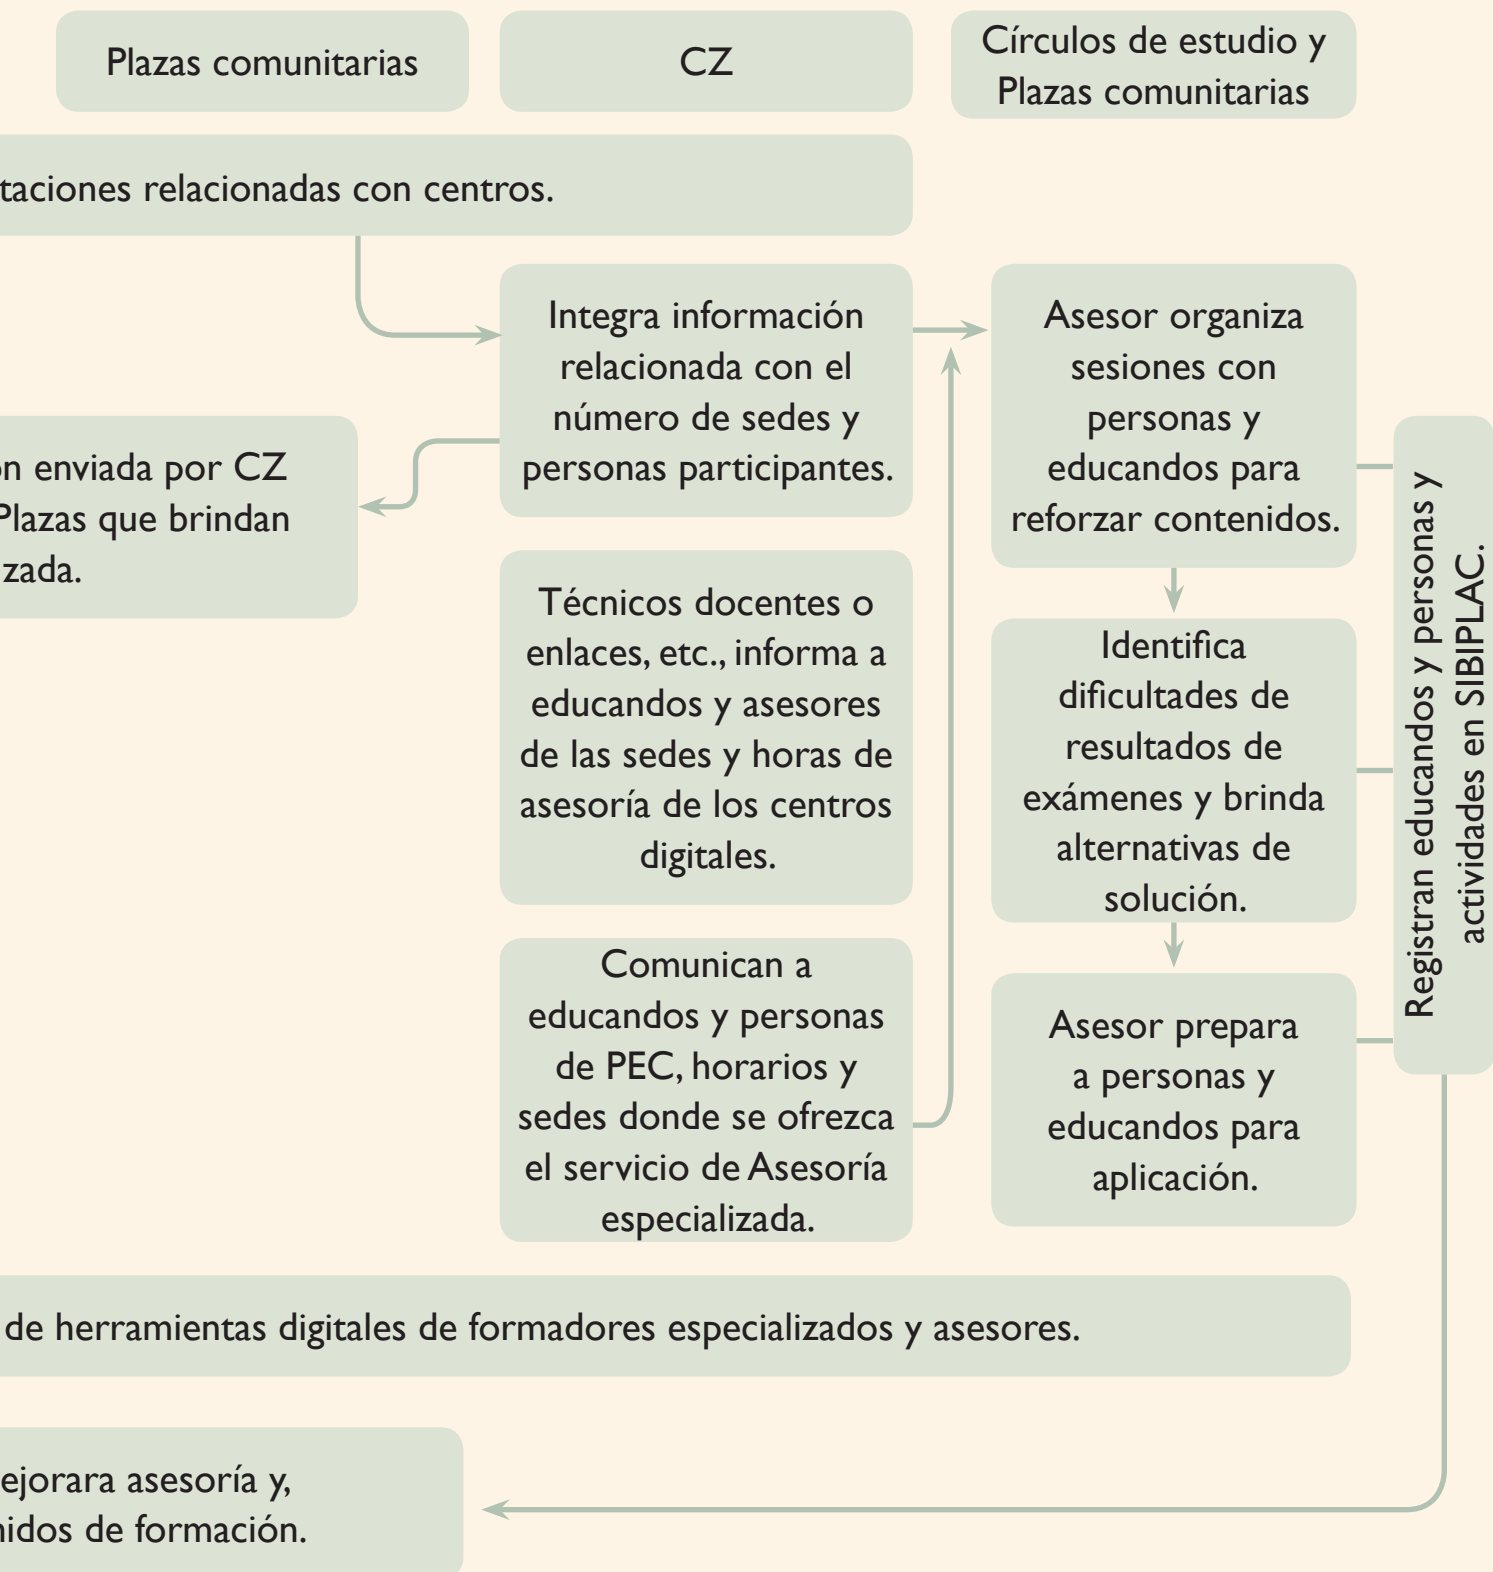 Plazas comunitarias
CZ
Círculos de estudio y
Plazas comunitarias
taciones relacionadas con centros.
Integra información
relacionada con el
número de sedes y
personas participantes.
Asesor organiza
sesiones con
personas y
educandos para
reforzar contenidos.
ón enviada por CZ
Plazas que brindan
zada.
Técnicos docentes o
enlaces, etc., informa a
educandos y asesores
de las sedes y horas de
asesoría de los centros
digitales.
Identifica
dificultades de
resultados de
exámenes y brinda
alternativas de
solución.
Comunican a
educandos y personas
de PEC, horarios y
sedes donde se ofrezca
el servicio de Asesoría
especializada.
Asesor prepara
a personas y
educandos para
aplicación.
Registran educandos y personas y
actividades en SIBIPLAC.
de herramientas digitales de formadores especializados y asesores.
ejorara asesoría y,
nidos de formación.